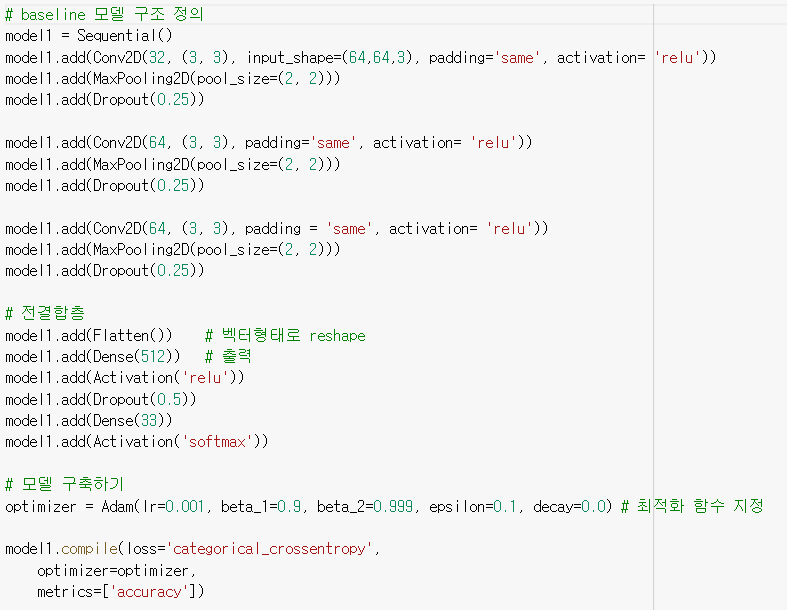 # baseline 모델 구조 정의
model1 = Sequential()
model1.add(Conv2D(32, (3, 3), input_shape=(64,64,3), padding='same', activation= 'relu'))
model1.add(MaxPooling2D(pool_size=(2, 2)))
model1.add(Dropout(0.25))
model1.add(Conv2D(64, (3, 3), padding='same', activation= 'relu'))
model1.add(MaxPooling2D(pool_size=(2, 2)))
model1.add(Dropout(0.25))
model1.add(Conv2D(64, (3, 3), padding = 'same', activation= 'relu'))
model1.add(MaxPooling2D(pool_size=(2, 2)))
model1.add(Dropout(0.25))
# 전결합층
model1.add(Flatten())    # 벡터형태로 reshape
model1.add(Dense(512))   # 출력
model1.add(Activation('relu'))
model1.add(Dropout(0.5))
model1.add(Dense(33))
model1.add(Activation('softmax'))
# 모델 구축하기
optimizer = Adam(lr=0.001, beta_1=0.9, beta_2=0.999, epsilon=0.1, decay=0.0) # 최적화 함수 지정
model1.compile(loss='categorical_crossentropy',
    optimizer=optimizer,
    metrics=['accuracy'])